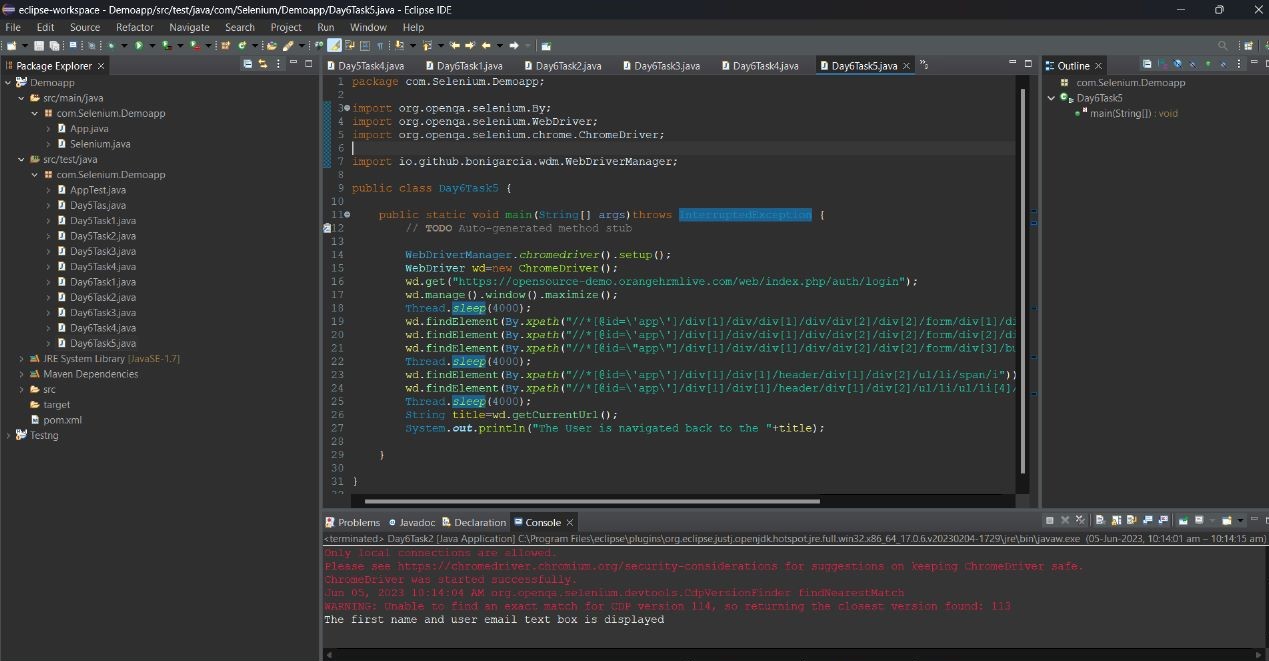 eclipse-workspace - Demoapp/src/test/java/com/Selenium/Demoapp/Day6Task5.java - Eclipse IDE
File Edit Source Refactor Navigate Search Project Run Window Help
Package Explorer
Demoapp
src/main/java
com.Selenium.Demoapp
App.java
Selenium.java
src/test/java
com.Selenium.Demoapp
AppTest.java
Day5Tas.java
Day5Task1.java
Day5Task2.java
Day5Task3.java
Day5Task4.java
Day6Task1.java
Day6Task2.java
Day6Task3.java
Day6Task4.java
Day6Task5.java
JRE System Library [JavaSE-1.7]
Maven Dependencies
src
target
pom.xml
Testng
Day5Task4.java Day6Task1.java Day6Task2.java Day6Task3.java Day6Task4.java Day6Task5.java
1 package com.Selenium.Demoapp;
2
3 import org.openqa.selenium.By;
4 import org.openqa.selenium.WebDriver;
5 import org.openqa.selenium.chrome.ChromeDriver;
6
7 import io.github.bonigarcia.wdm.WebDriverManager;
8
9 public class Day6Task5 {
10
11 public static void main(String[] args)throws InterruptedException {
12 // TODO Auto-generated method stub
13
14 WebDriverManager.chromedriver().setup();
15 WebDriver wd=new ChromeDriver();
16 wd.get("https://opensource-demo.orangehrmlive.com/web/index.php/auth/login");
17 wd.manage().window().maximize();
18 Thread.sleep(4000);
19 wd.findElement(By.xpath("//*[@id=\'app\']/div[1]/div/div[1]/div/div[2]/div[2]/form/div[1]/di
20 wd.findElement(By.xpath("//*[@id=\'app\']/div[1]/div/div[1]/div/div[2]/div[2]/form/div[2]/di
21 wd.findElement(By.xpath("//*[@id=\"app\"]/div[1]/div/div[1]/div/div[2]/div[2]/form/div[3]/bu
22 Thread.sleep(4000);
23 wd.findElement(By.xpath("//*[@id=\'app\']/div[1]/div[1]/header/div[1]/div[2]/ul/li/span/i"))
24 wd.findElement(By.xpath("//*[@id=\'app\']/div[1]/div[1]/header/div[1]/div[2]/ul/li/ul/li[4]/
25 Thread.sleep(4000);
26 String title=wd.getCurrentUrl();
27 System.out.println("The User is navigated back to the "+title);
28
29 }
30
31 }
Outline
com.Selenium.Demoapp
Day6Task5
main(String[]) : void
Problems Javadoc Declaration Console
<terminated> Day6Task2 [Java Application] C:\Program Files\eclipse\plugins\org.eclipse.justj.openjdk.hotspot.jre.full.win32.x86_64_17.0.6.v20230204-1729\jre\bin\javaw.exe (05-Jun-2023, 10:14:01 am – 10:14:15 am)
Only local connections are allowed.
Please see https://chromedriver.chromium.org/security-considerations for suggestions on keeping ChromeDriver safe.
ChromeDriver was started successfully.
Jun 05, 2023 10:14:04 AM org.openqa.selenium.devtools.CdpVersionFinder findNearestMatch
WARNING: Unable to find an exact match for CDP version 114, so returning the closest version found: 113
The first name and user email text box is displayed